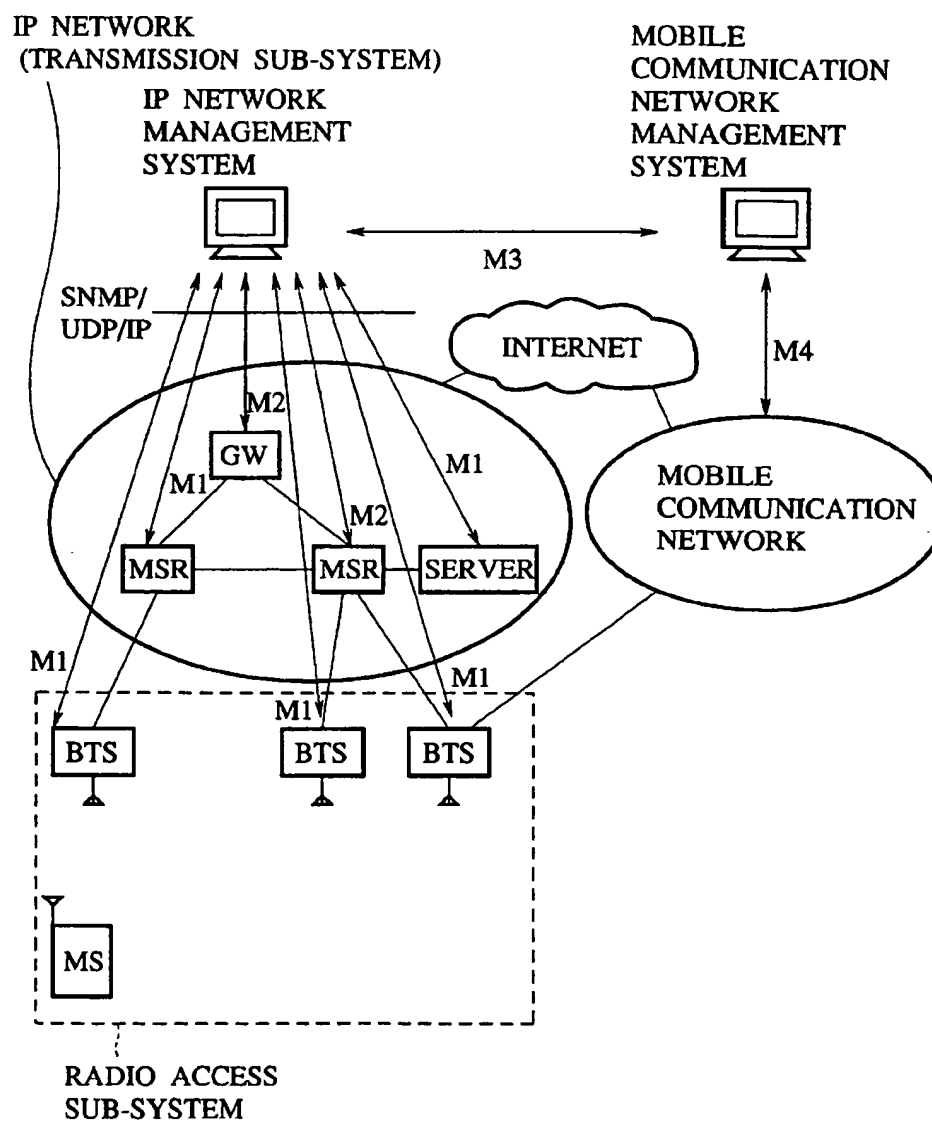 IP NETWORK
(TRANSMISSION SUB-SYSTEM)
IP NETWORK
MANAGEMENT
SYSTEM
MOBILE
COMMUNICATION
NETWORK
MANAGEMENT
SYSTEM
M3
SNMP/
UDP/IP
INTERNET
M4
M2
GW
M1
M1
M2
MSR
MSR
SERVER
MOBILE
COMMUNICATION
NETWORK
M1
M1
M1
BTS
BTS
BTS
MS
RADIO ACCESS
SUB-SYSTEM